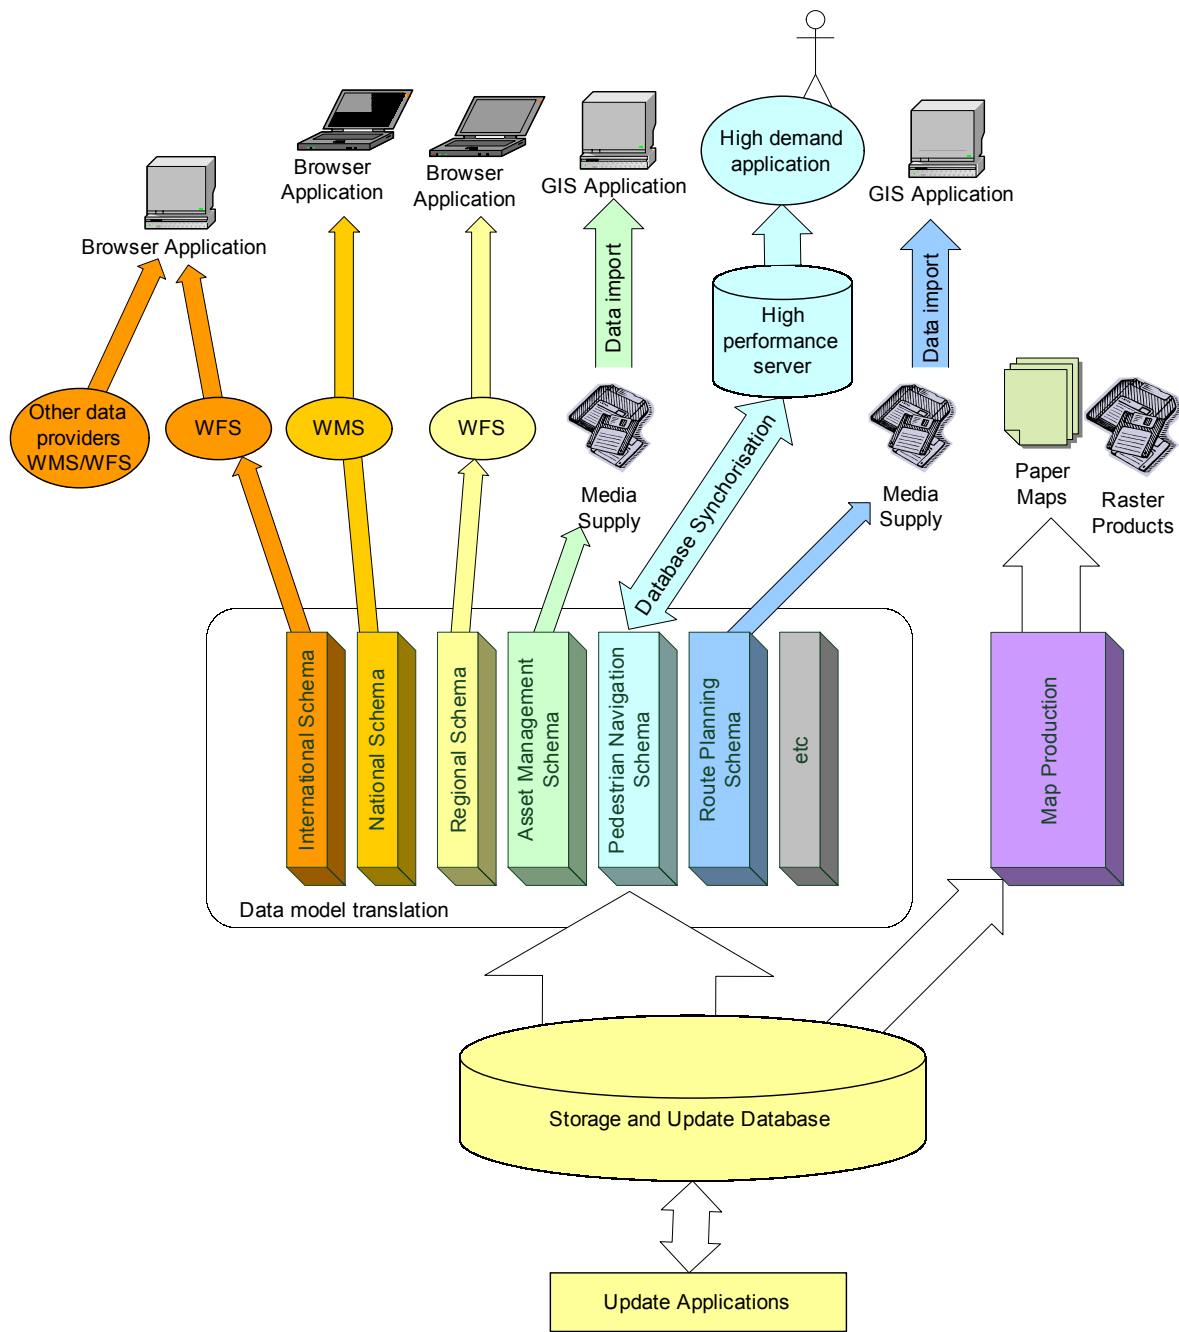 High demand
application
Browser
Application
Browser
Application
GIS Application
GIS Application
Browser Application
Data import
Data import
High
performance
server
Other data
providers
WMS/WFS
WFS
WMS
WFS
Database Synchorisation
Media
Supply
Media
Supply
Paper
Maps
Raster
Products
International Schema
National Schema
Regional Schema
Asset Management
Schema
Pedestrian Navigation
Schema
Route Planning
Schema
etc
Map Production
Data model translation
Storage and Update Database
Update Applications